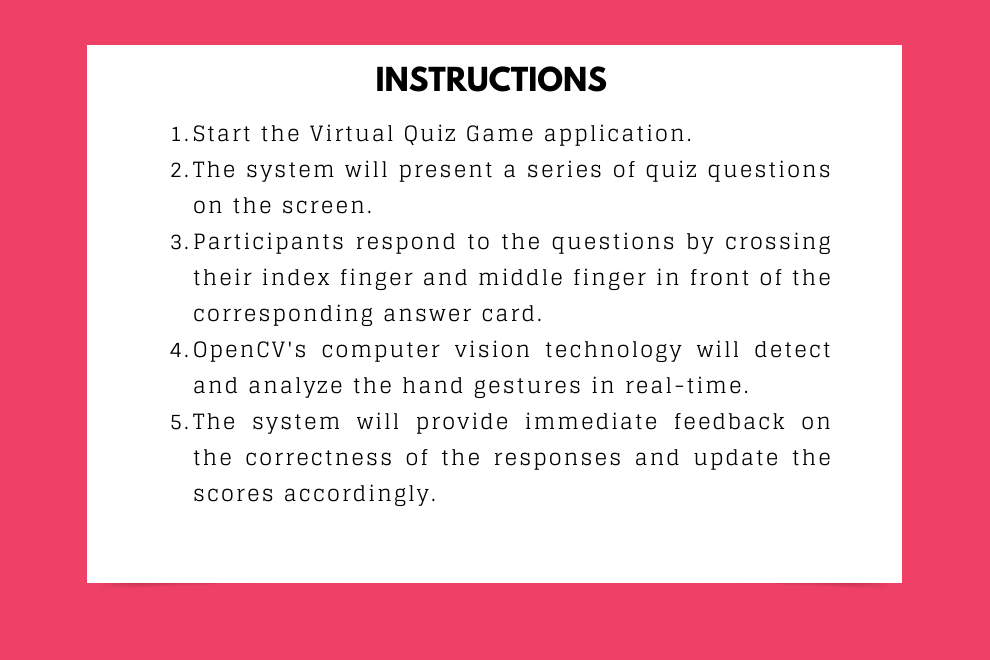 INSTRUCTIONS
1. Start the Virtual Quiz Game application.
2. The system will present a series of quiz questions
on the screen.
3. Participants respond to the questions by crossing
their index finger and middle finger in front of the
corresponding answer card.
4. OpenCV's computer vision technology will detect
and analyze the hand gestures in real-time.
5. The system will provide immediate feedback on
the correctness of the responses and update the
scores accordingly.